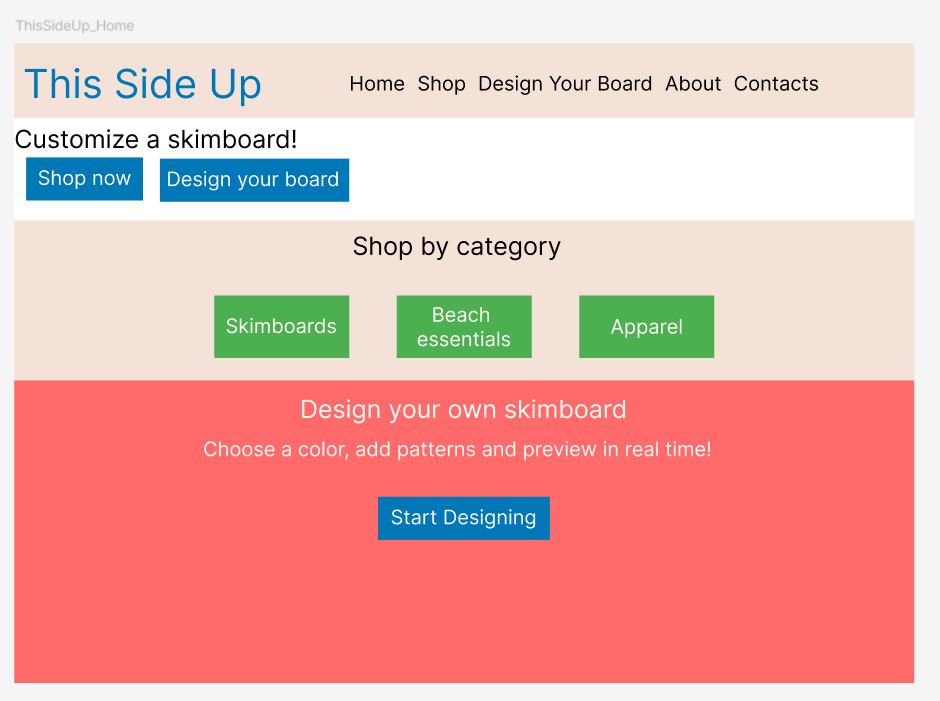 ThisSideUp_Home
This Side Up
Home Shop Design Your Board About Contacts
Customize a skimboard!
Shop now
Design your board
Shop by category
Skimboards
Beach
essentials
Apparel
Design your own skimboard
Choose a color, add patterns and preview in real time!
Start Designing